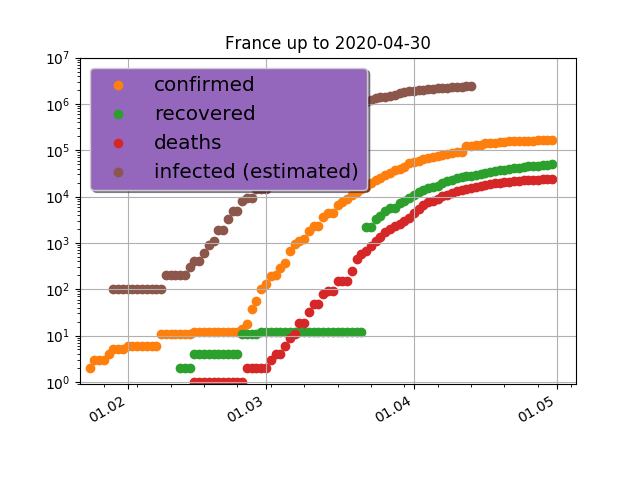 France up to 2020-04-30
10⁷
10⁶
10⁵
10⁴
10³
10²
10¹
10⁰
confirmed
recovered
deaths
infected (estimated)
01.02
01.03
01.04
01.05